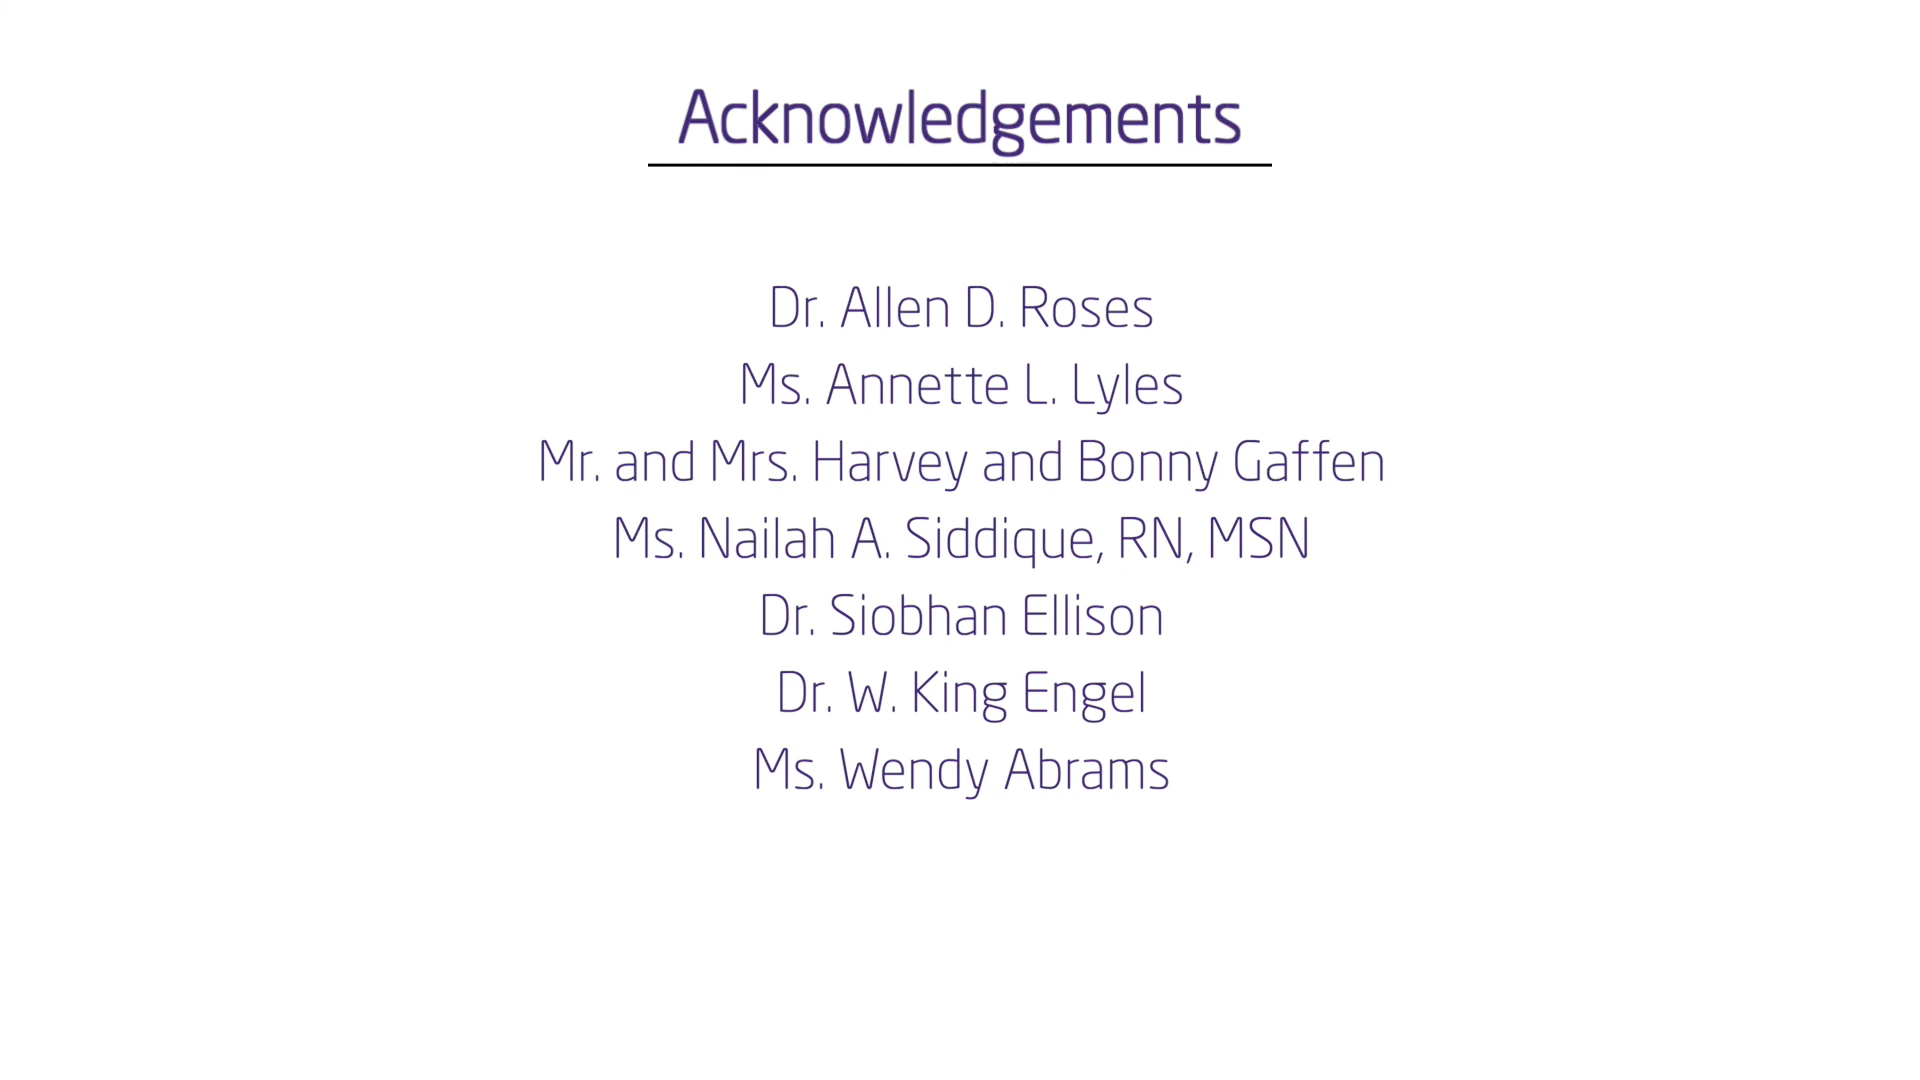 Acknowledgements
Dr. Allen D. Roses
Ms. Annette L. Lyles
Mr. and Mrs. Harvey and Bonny Gaffen
Ms. Nailah A. Siddique, RN, MSN
Dr. Siobhan Ellison
Dr. W. King Engel
Ms. Wendy Abrams